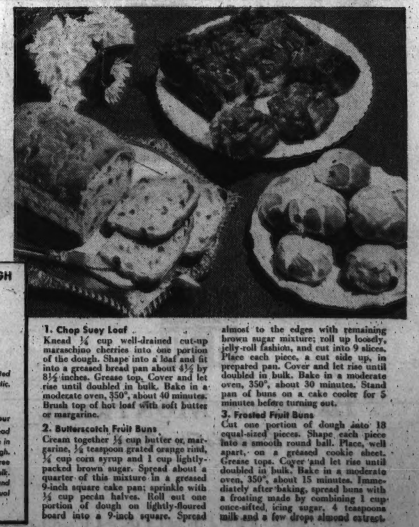 GH
1. Chop Suey Loaf
Knead ¼ cup well-drained cut-up
maraschino cherries into one portion
of the dough. Shape into a loaf and fit
into a greased bread pan about 4½ by
8½ inches. Grease top. Cover and let
rise until doubled in bulk. Bake in a
moderate oven, 350°, about 40 minutes.
Brush top of hot loaf with soft butter
or margarine.
2. Butterscotch Fruit Buns
Cream together ½ cup butter or mar-
garine, ½ teaspoon grated orange rind,
¼ cup corn syrup and 1 cup lightly-
packed brown sugar. Spread about a
quarter of this mixture in a greased
9-inch square cake pan; sprinkle with
⅓ cup pecan halves. Roll out one
portion of dough on lightly-floured
board into a 9-inch square. Spread
almost to the edges with remaining
brown sugar mixture; roll up loosely,
jelly-roll fashion, and cut into 9 slices.
Place each piece, a cut side up, in
prepared pan. Cover and let rise until
doubled in bulk. Bake in a moderate
oven, 350°, about 30 minutes. Stand
pan of buns on a cake cooler for 5
minutes before turning out.
3. Frosted Fruit Buns
Cut one portion of dough into 18
equal-sized pieces. Shape each piece
into a smooth round ball. Place, well
apart, on a greased cookie sheet.
Grease tops. Cover and let rise until
doubled in bulk. Bake in a moderate
oven, 350°, about 15 minutes. Imme-
diately after baking, spread buns with
a frosting made by combining 1 cup
once-sifted icing sugar, 4 teaspoons
milk and a few drops almond extract.